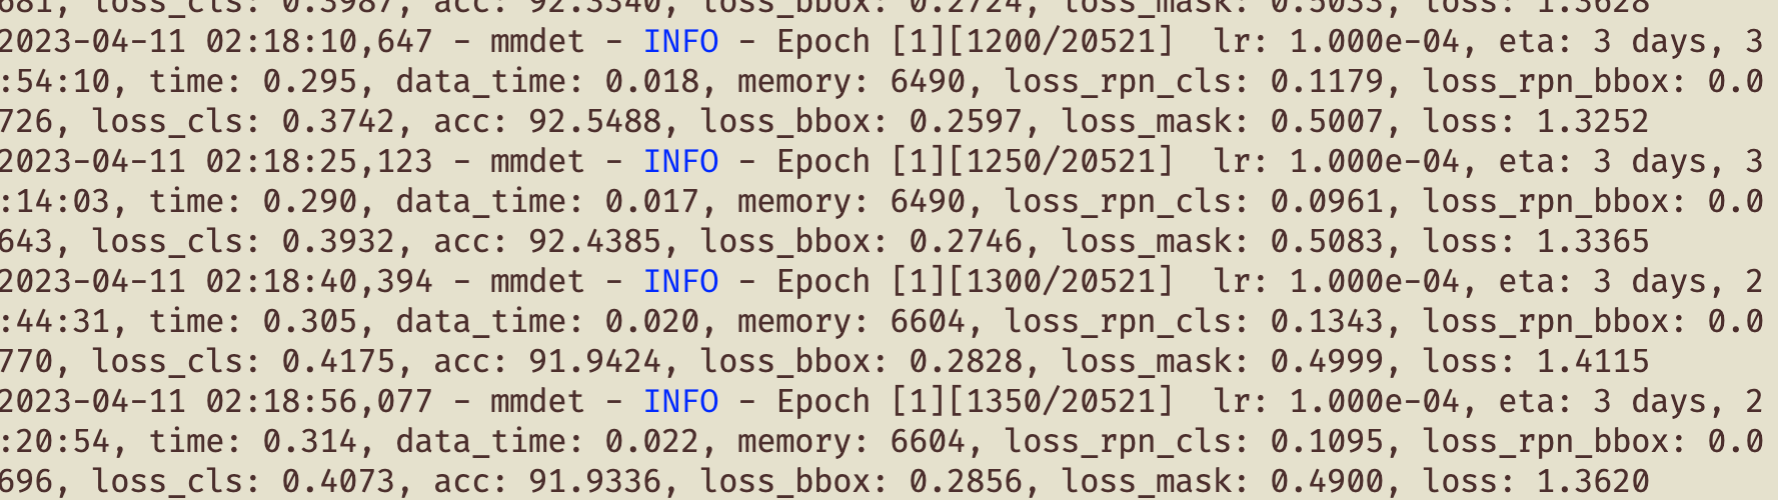 681, loss_cls: 0.3987, acc: 92.3340, loss_bbox: 0.2724, loss_mask: 0.5033, loss: 1.3628
2023-04-11 02:18:10,647 - mmdet - INFO - Epoch [1][1200/20521]  lr: 1.000e-04, eta: 3 days, 3
:54:10, time: 0.295, data_time: 0.018, memory: 6490, loss_rpn_cls: 0.1179, loss_rpn_bbox: 0.0
726, loss_cls: 0.3742, acc: 92.5488, loss_bbox: 0.2597, loss_mask: 0.5007, loss: 1.3252
2023-04-11 02:18:25,123 - mmdet - INFO - Epoch [1][1250/20521]  lr: 1.000e-04, eta: 3 days, 3
:14:03, time: 0.290, data_time: 0.017, memory: 6490, loss_rpn_cls: 0.0961, loss_rpn_bbox: 0.0
643, loss_cls: 0.3932, acc: 92.4385, loss_bbox: 0.2746, loss_mask: 0.5083, loss: 1.3365
2023-04-11 02:18:40,394 - mmdet - INFO - Epoch [1][1300/20521]  lr: 1.000e-04, eta: 3 days, 2
:44:31, time: 0.305, data_time: 0.020, memory: 6604, loss_rpn_cls: 0.1343, loss_rpn_bbox: 0.0
770, loss_cls: 0.4175, acc: 91.9424, loss_bbox: 0.2828, loss_mask: 0.4999, loss: 1.4115
2023-04-11 02:18:56,077 - mmdet - INFO - Epoch [1][1350/20521]  lr: 1.000e-04, eta: 3 days, 2
:20:54, time: 0.314, data_time: 0.022, memory: 6604, loss_rpn_cls: 0.1095, loss_rpn_bbox: 0.0
696, loss_cls: 0.4073, acc: 91.9336, loss_bbox: 0.2856, loss_mask: 0.4900, loss: 1.3620